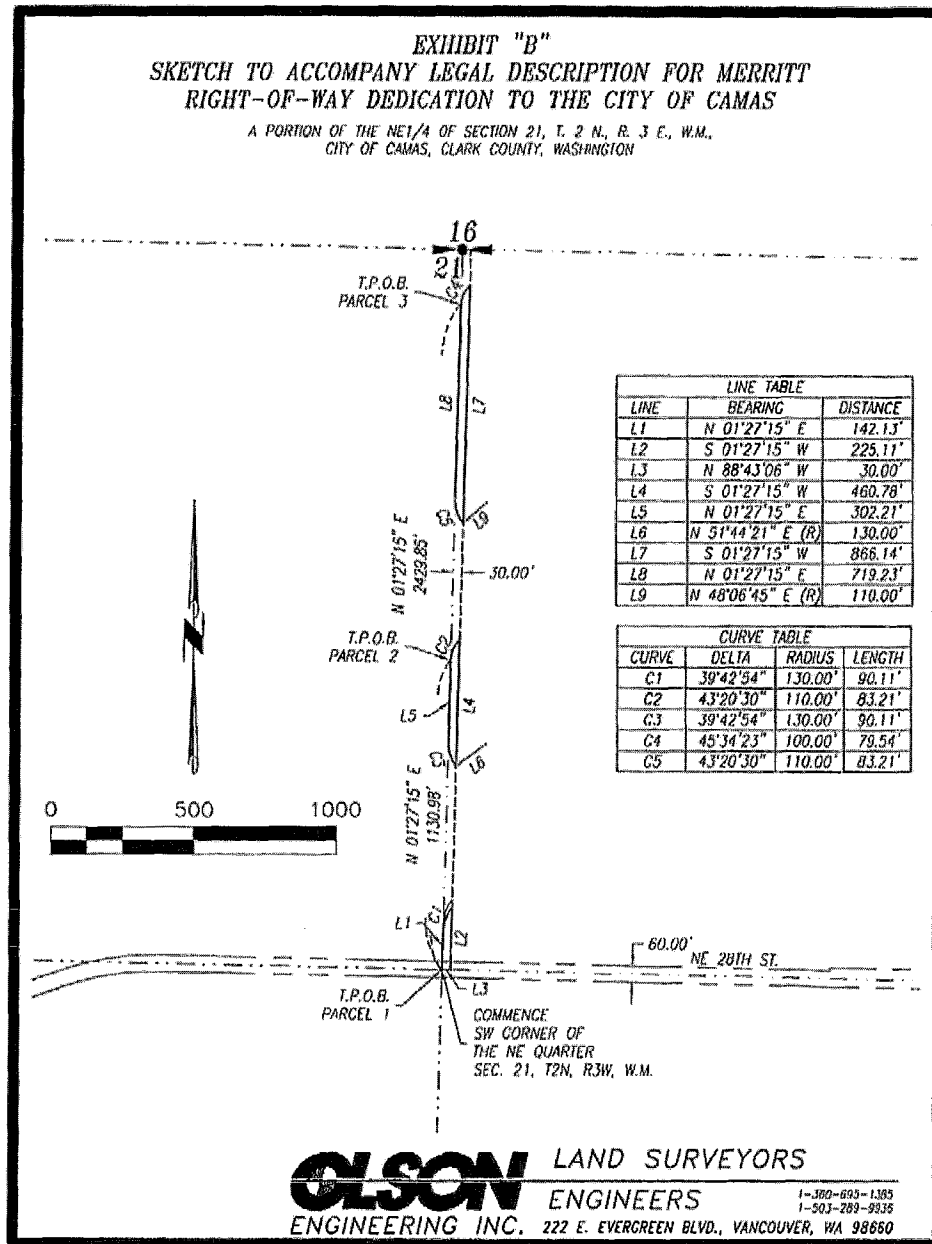 EXHIBIT "B"
SKETCH TO ACCOMPANY LEGAL DESCRIPTION FOR MERRITT
RIGHT-OF-WAY DEDICATION TO THE CITY OF CAMAS
A PORTION OF THE NE1/4 OF SECTION 21, T. 2 N., R. 3 E., W.M.,
CITY OF CAMAS, CLARK COUNTY, WASHINGTON
16
21
T.P.O.B.
PARCEL 3
C4
L8
L7
C5
L9
N 01°27'15" E
2429.85'
30.00'
T.P.O.B.
PARCEL 2
C2
L5
L4
C3
L6
N 01°27'15" E
1130.98'
L1
C1
L2
L3
T.P.O.B.
PARCEL 1
COMMENCE
SW CORNER OF
THE NE QUARTER
SEC. 21, T2N, R3W, W.M.
60.00'
NE 28TH ST.
0 500 1000
LINE TABLE
LINE BEARING DISTANCE
L1 N 01°27'15" E 142.13'
L2 S 01°27'15" W 225.11'
L3 N 88°43'06" W 30.00'
L4 S 01°27'15" W 460.78'
L5 N 01°27'15" E 302.21'
L6 N 51°44'21" E (R) 130.00'
L7 S 01°27'15" W 866.14'
L8 N 01°27'15" E 719.23'
L9 N 48°06'45" E (R) 110.00'
CURVE TABLE
CURVE DELTA RADIUS LENGTH
C1 39°42'54" 130.00' 90.11'
C2 43°20'30" 110.00' 83.21'
C3 39°42'54" 130.00' 90.11'
C4 45°34'23" 100.00' 79.54'
C5 43°20'30" 110.00' 83.21'
OLSON
ENGINEERING INC.
LAND SURVEYORS
ENGINEERS
1-360-695-1385
1-503-289-9936
222 E. EVERGREEN BLVD., VANCOUVER, WA 98660